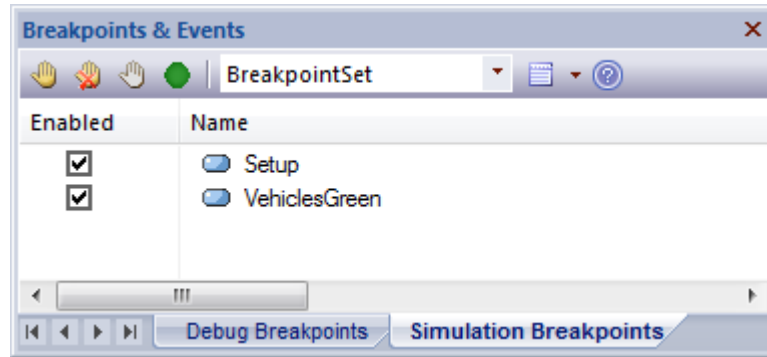 Breakpoints & Events
BreakpointSet
Enabled Name
Setup
VehiclesGreen
Debug Breakpoints Simulation Breakpoints